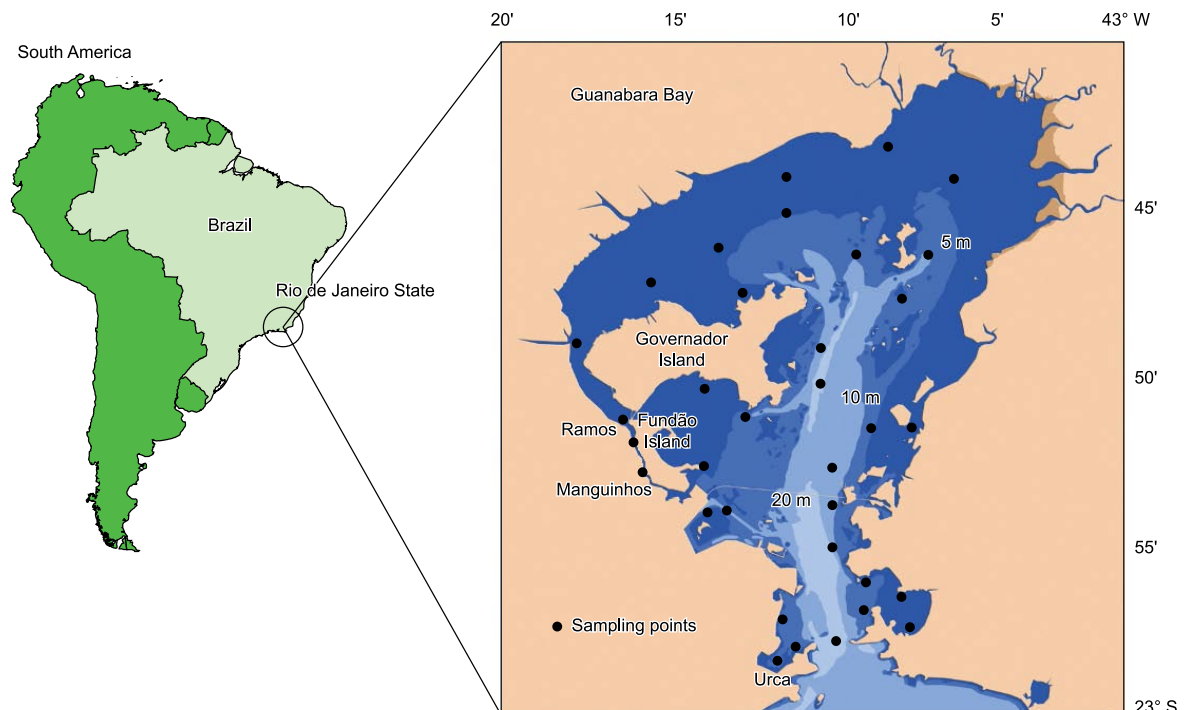 20'
15'
10'
5'
43° W
South America
Guanabara Bay
45'
Brazil
5 m
Rio de Janeiro State
Governador
Island
50'
10 m
Ramos
Fundão
Island
Manguinhos
20 m
55'
Sampling points
Urca
23° S